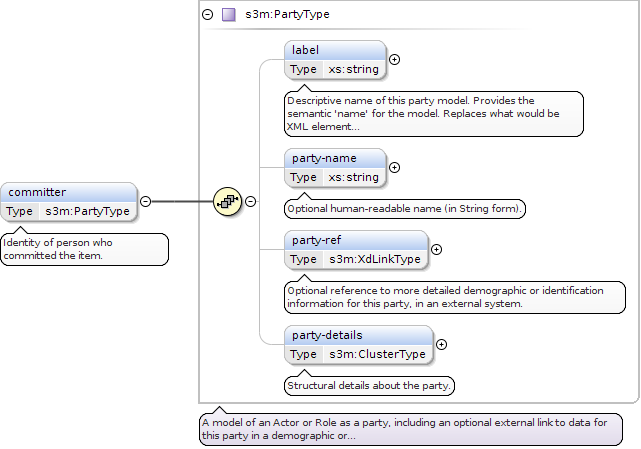 s3m:PartyType
label
Type xs:string
Descriptive name of this party model. Provides the
semantic 'name' for the model. Replaces what would be
XML element...
party-name
Type xs:string
Optional human-readable name (in String form).
committer
Type s3m:PartyType
Identity of person who
committed the item.
party-ref
Type s3m:XdLinkType
Optional reference to more detailed demographic or identification
information for this party, in an external system.
party-details
Type s3m:ClusterType
Structural details about the party.
A model of an Actor or Role as a party, including an optional external link to data for
this party in a demographic or...